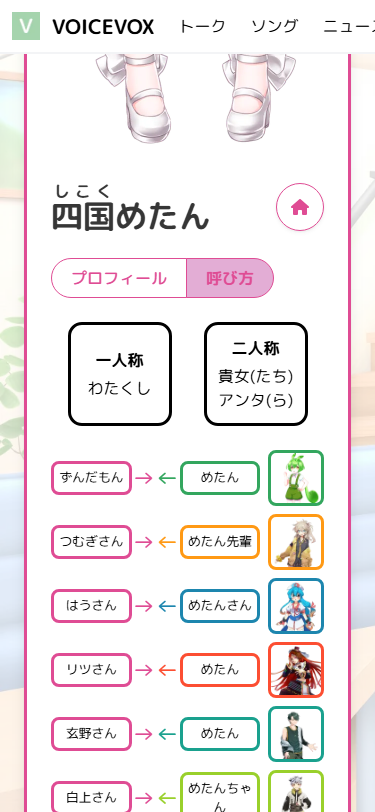 V VOICEVOX トーク ソング ニュース
しこく
四国めたん
プロフィール 呼び方
一人称
わたくし
二人称
貴女(たち)
アンタ(ら)
ずんだもん → ← めたん
つむぎさん → ← めたん先輩
はうさん → ← めたんさん
リツさん → ← めたん
玄野さん → ← めたん
白上さん → ← めたんちゃ
ん